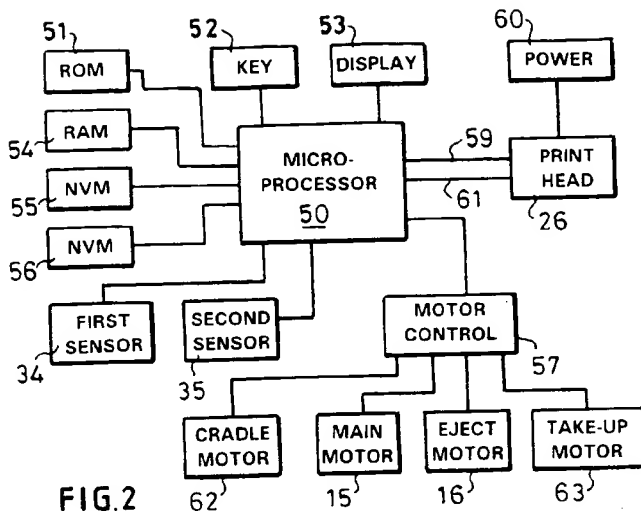 51
52
53
60
ROM
KEY
DISPLAY
POWER
RAM
54
MICRO-
PROCESSOR
50
59
61
PRINT
HEAD
26
NVM
55
NVM
56
FIRST
SENSOR
34
SECOND
SENSOR
35
MOTOR
CONTROL
57
CRADLE
MOTOR
62
MAIN
MOTOR
15
EJECT
MOTOR
16
TAKE-UP
MOTOR
63
FIG.2